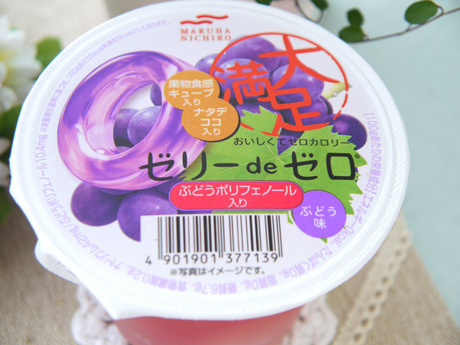 MARUHA
NICHIRO
大
満足
果物食感
キューブ
入り
ナタデ
ココ
入り
おいしくてゼロカロリー
ゼリーdeゼロ
ぶどうポリフェノール
入り
ぶどう
味
4 901901 377139
※写真はイメージです。